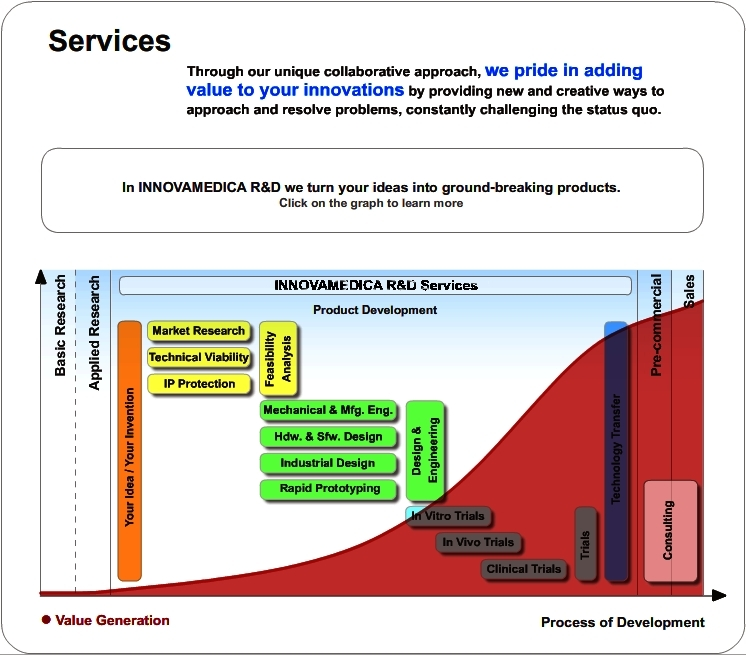 Services
Through our unique collaborative approach, we pride in adding
value to your innovations by providing new and creative ways to
approach and resolve problems, constantly challenging the status quo.
In INNOVAMEDICA R&D we turn your ideas into ground-breaking products.
Click on the graph to learn more
Basic Research
Applied Research
INNOVAMEDICA R&D Services
Product Development
Pre-commercial
Sales
Your Idea / Your Invention
Market Research
Technical Viability
IP Protection
Feasibility
Analysis
Mechanical & Mfg. Eng.
Hdw. & Sfw. Design
Industrial Design
Rapid Prototyping
Design &
Engineering
In Vitro Trials
In Vivo Trials
Clinical Trials
Trials
Technology Transfer
Consulting
Value Generation
Process of Development